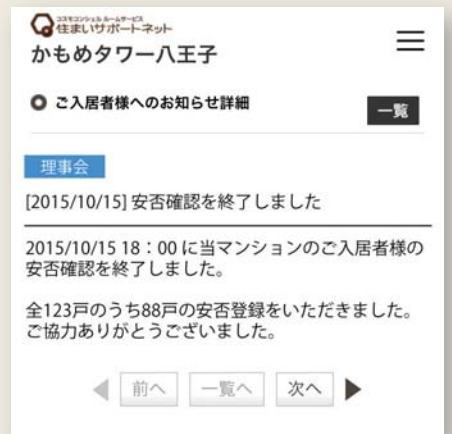 コスモコンシェル ルームサービス
住まいサポートネット
かもめタワー八王子
ご入居者様へのお知らせ詳細
一覧
理事会
[2015/10/15] 安否確認を終了しました
2015/10/15 18：00 に当マンションのご入居者様の
安否確認を終了しました。
全123戸のうち88戸の安否登録をいただきました。
ご協力ありがとうございました。
前へ 一覧へ 次へ